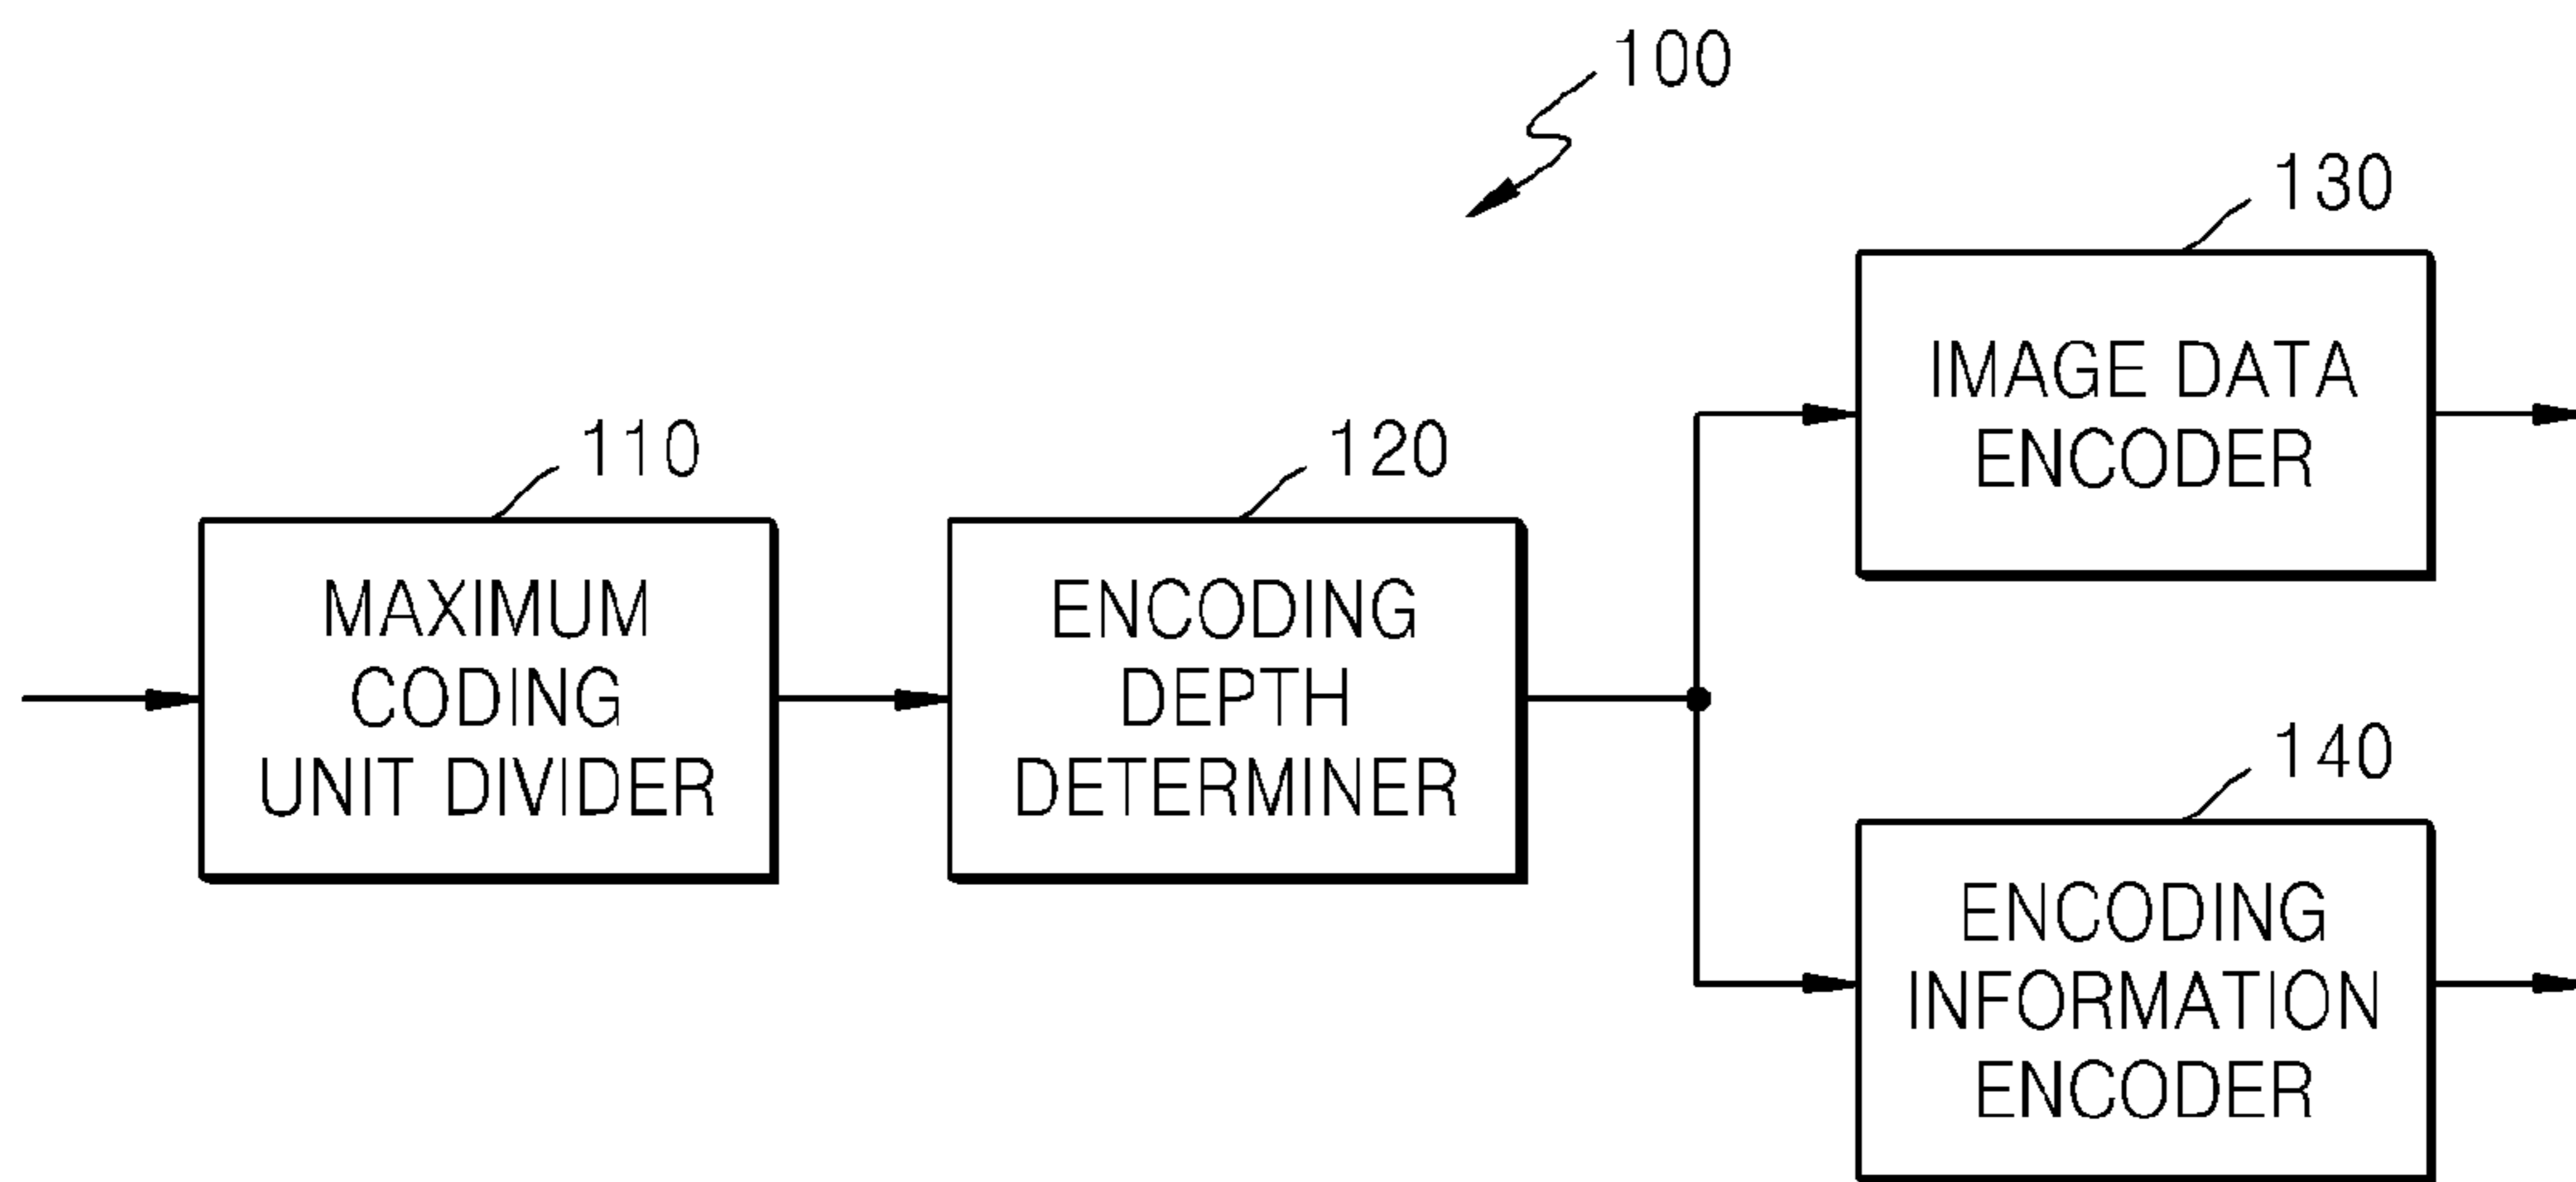 100
130
IMAGE DATA
ENCODER
110
MAXIMUM
CODING
UNIT DIVIDER
120
ENCODING
DEPTH
DETERMINER
140
ENCODING
INFORMATION
ENCODER